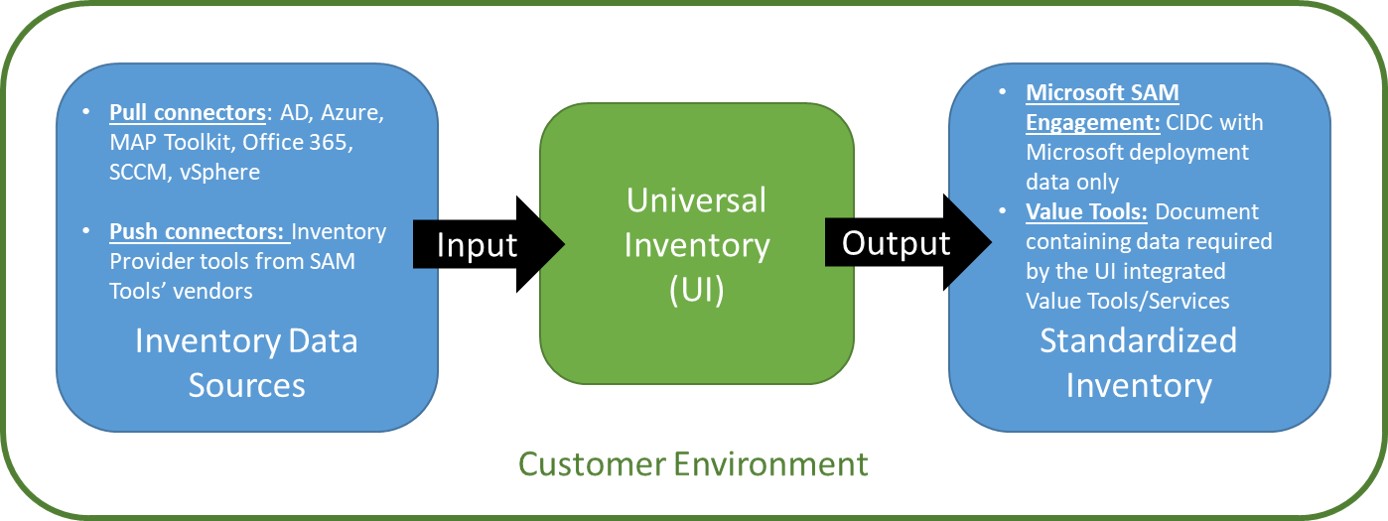 • Pull connectors: AD, Azure,
MAP Toolkit, Office 365,
SCCM, vSphere
• Push connectors: Inventory
Provider tools from SAM
Tools’ vendors
Inventory Data
Sources
Input
Universal
Inventory
(UI)
Output
• Microsoft SAM
Engagement: CIDC with
Microsoft deployment
data only
• Value Tools: Document
containing data required
by the UI integrated
Value Tools/Services
Standardized
Inventory
Customer Environment